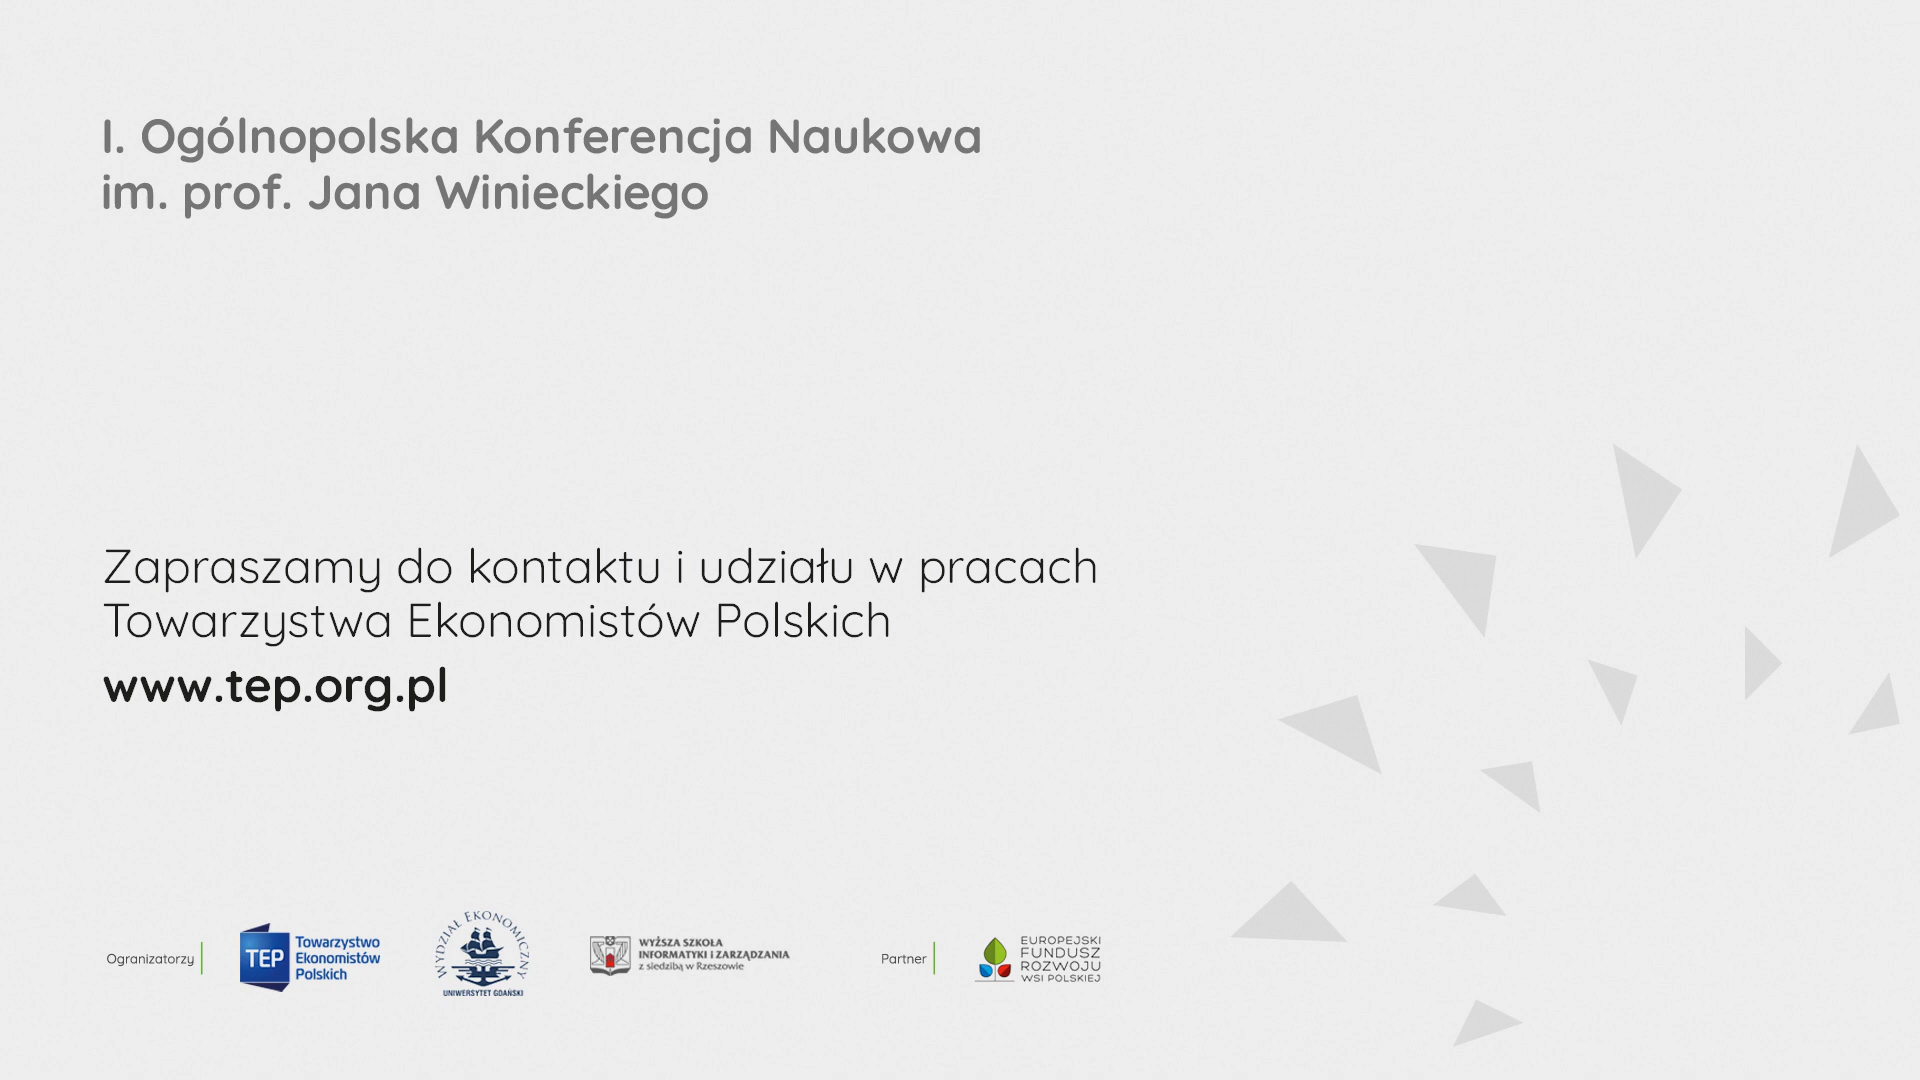 I. Ogólnopolska Konferencja Naukowa
im. prof. Jana Winieckiego
Zapraszamy do kontaktu i udziału w pracach
Towarzystwa Ekonomistów Polskich
www.tep.org.pl
Ogranizatorzy
TEP
Towarzystwo
Ekonomistów
Polskich
WYDZIAŁ EKONOMICZNY
UNIWERSYTET GDAŃSKI
WYŻSZA SZKOŁA
INFORMATYKI i ZARZĄDZANIA
z siedzibą w Rzeszowie
Partner
EUROPEJSKI
FUNDUSZ
ROZWOJU
WSI POLSKIEJ